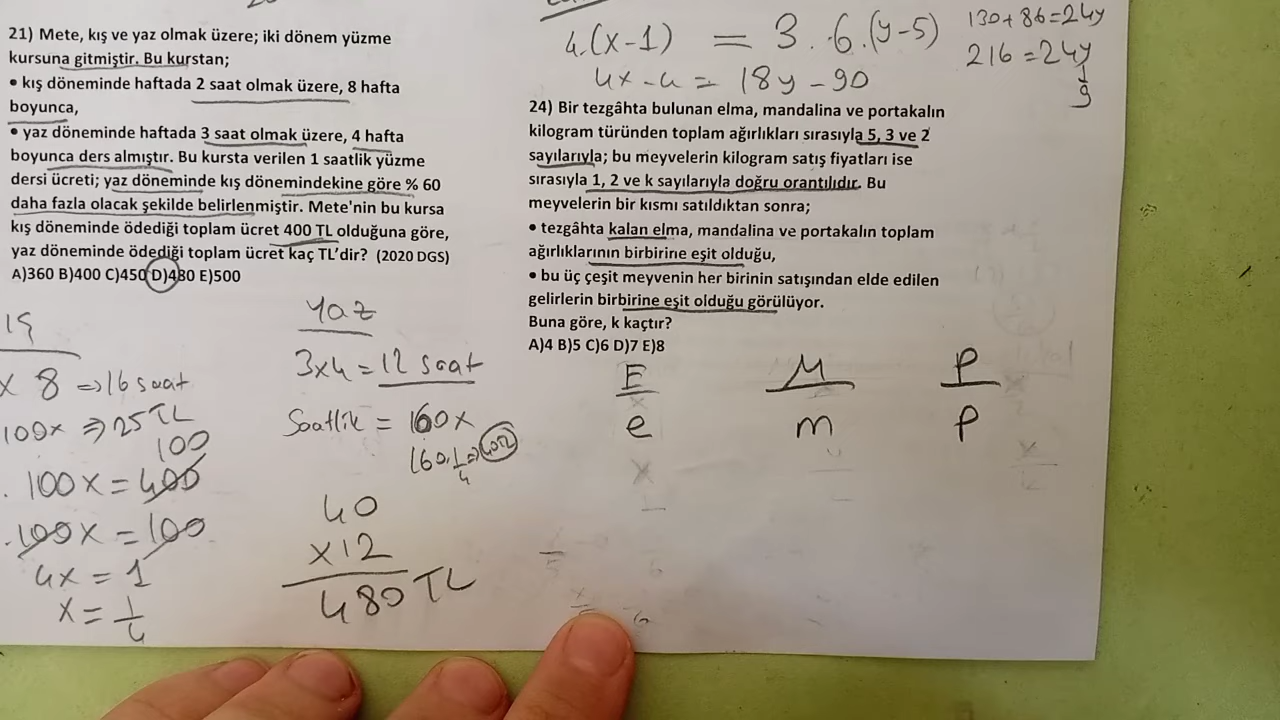 21) Mete, kış ve yaz olmak üzere; iki dönem yüzme
kursuna gitmiştir. Bu kurstan;
• kış döneminde haftada 2 saat olmak üzere, 8 hafta
boyunca,
• yaz döneminde haftada 3 saat olmak üzere, 4 hafta
boyunca ders almıştır. Bu kursta verilen 1 saatlik yüzme
dersi ücreti; yaz döneminde kış dönemindekine göre % 60
daha fazla olacak şekilde belirlenmiştir. Mete'nin bu kursa
kış döneminde ödediği toplam ücret 400 TL olduğuna göre,
yaz döneminde ödediği toplam ücret kaç TL'dir? (2020 DGS)
A)360 B)400 C)450 D)480 E)500
x 8 => 16 saat
100x => 25 TL
100
. 100x = 400
. 100x = 100
4x = 1
x = 1/4
Yaz
3x4 = 12 saat
Saatlik = 160x
160.1/4 =>
40
x12
480 TL
4.(x-1) = 3.6.(y-5)
4x-4 = 18y-90
130+86=24y
216=24y
9
24) Bir tezgâhta bulunan elma, mandalina ve portakalın
kilogram türünden toplam ağırlıkları sırasıyla 5, 3 ve 2
sayılarıyla; bu meyvelerin kilogram satış fiyatları ise
sırasıyla 1, 2 ve k sayılarıyla doğru orantılıdır. Bu
meyvelerin bir kısmı satıldıktan sonra;
• tezgâhta kalan elma, mandalina ve portakalın toplam
ağırlıklarının birbirine eşit olduğu,
• bu üç çeşit meyvenin her birinin satışından elde edilen
gelirlerin birbirine eşit olduğu görülüyor.
Buna göre, k kaçtır?
A)4 B)5 C)6 D)7 E)8
E M P
e m p